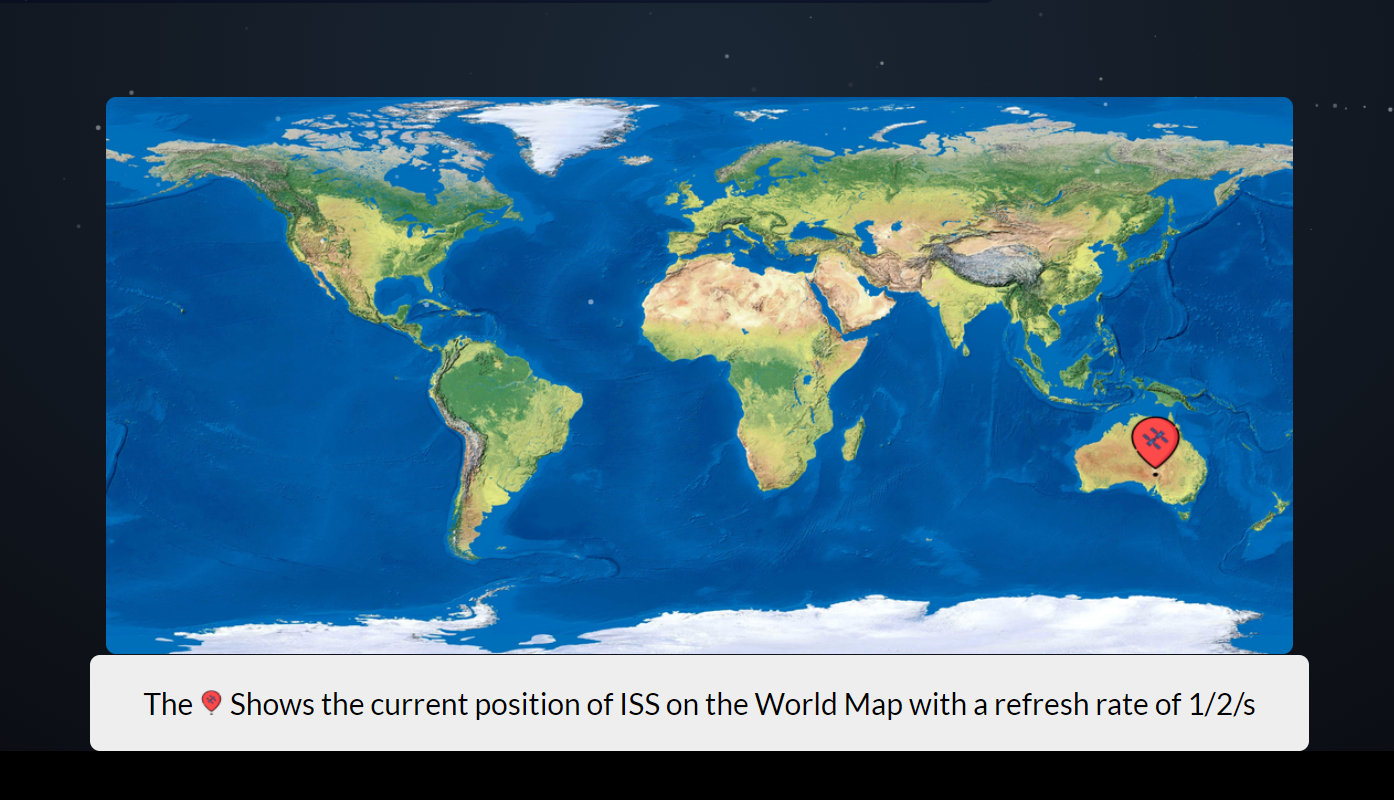 The Shows the current position of ISS on the World Map with a refresh rate of 1/2/s